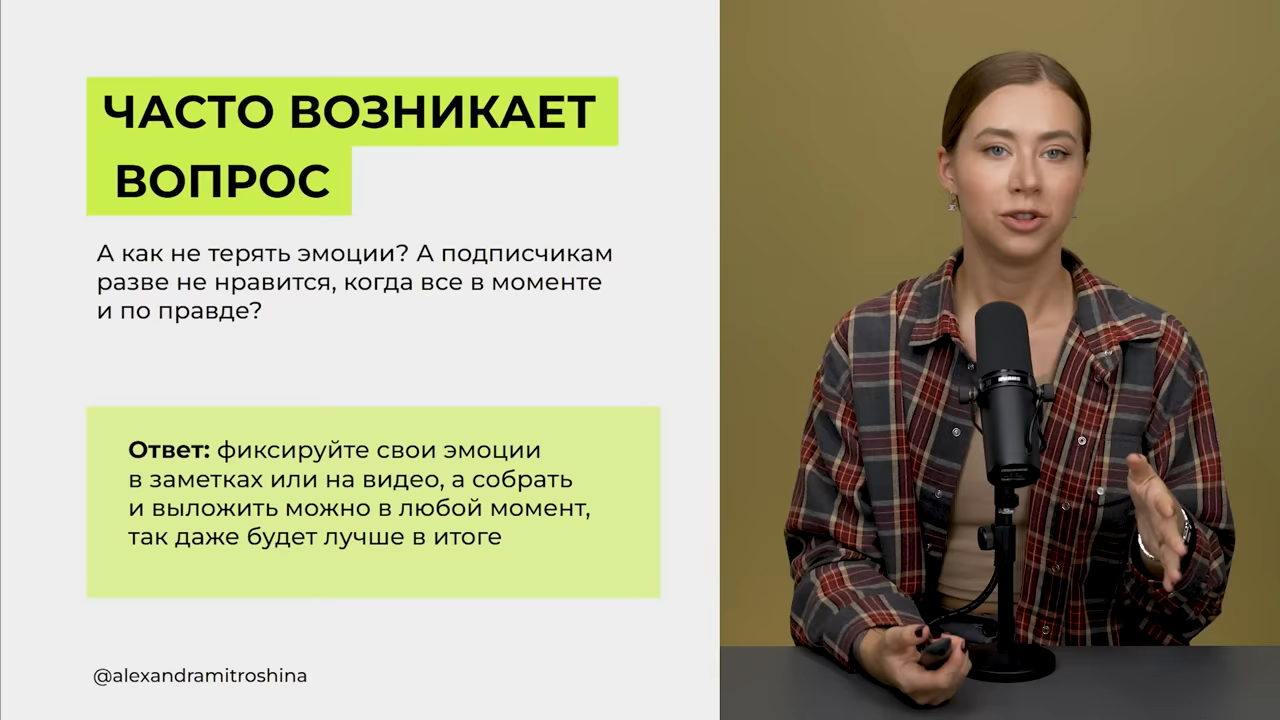 ЧАСТО ВОЗНИКАЕТ
ВОПРОС
А как не терять эмоции? А подписчикам
разве не нравится, когда все в моменте
и по правде?
Ответ: фиксируйте свои эмоции
в заметках или на видео, а собрать
и выложить можно в любой момент,
так даже будет лучше в итоге
@alexandramitroshina